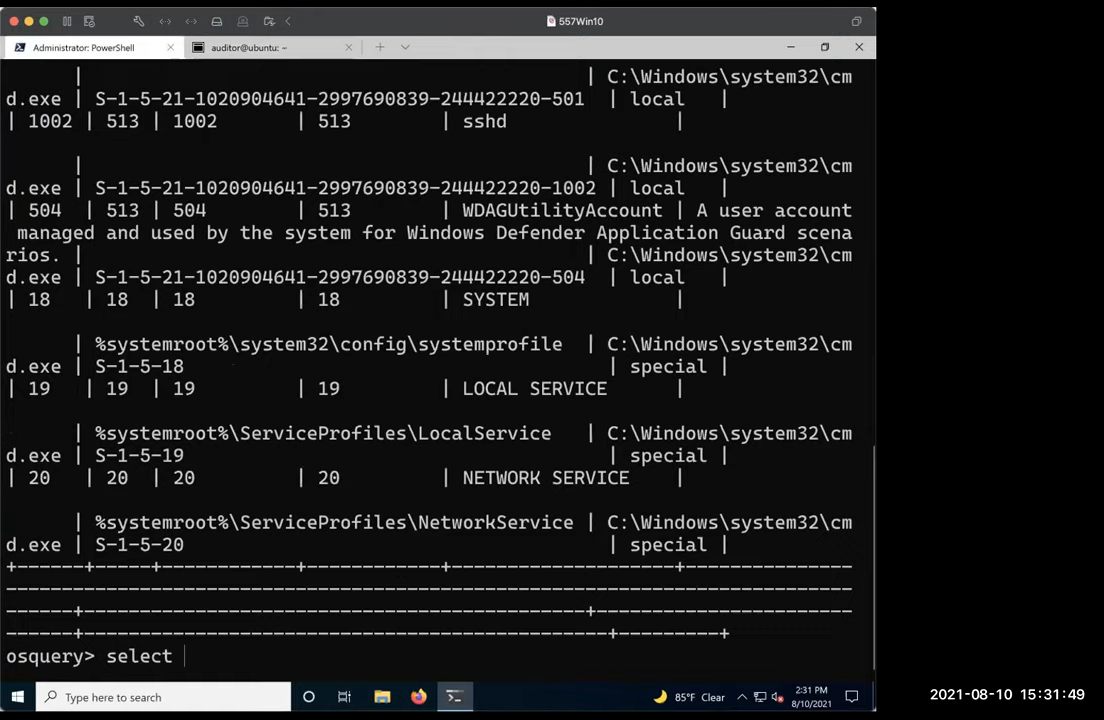 557Win10
Administrator: PowerShell
auditor@ubuntu: ~
| | C:\Windows\system32\cm
d.exe | S-1-5-21-1020904641-2997690839-244422220-501 | local |
| 1002 | 513 | 1002 | 513 | sshd |
| | C:\Windows\system32\cm
d.exe | S-1-5-21-1020904641-2997690839-244422220-1002 | local |
| 504 | 513 | 504 | 513 | WDAGUtilityAccount | A user account
managed and used by the system for Windows Defender Application Guard scena
rios. | | C:\Windows\system32\cm
d.exe | S-1-5-21-1020904641-2997690839-244422220-504 | local |
| 18 | 18 | 18 | 18 | SYSTEM |
| %systemroot%\system32\config\systemprofile | C:\Windows\system32\cm
d.exe | S-1-5-18 | special |
| 19 | 19 | 19 | 19 | LOCAL SERVICE |
| %systemroot%\ServiceProfiles\LocalService | C:\Windows\system32\cm
d.exe | S-1-5-19 | special |
| 20 | 20 | 20 | 20 | NETWORK SERVICE |
| %systemroot%\ServiceProfiles\NetworkService | C:\Windows\system32\cm
d.exe | S-1-5-20 | special |
+------+-----+------------+------------+--------------------+---------------
----------------------------------------------------------------------------
------+---------------------------------------------+-----------------------
------+-----------------------------------------------+---------+
osquery> select
Type here to search
85°F Clear
2:31 PM
8/10/2021
2021-08-10 15:31:49